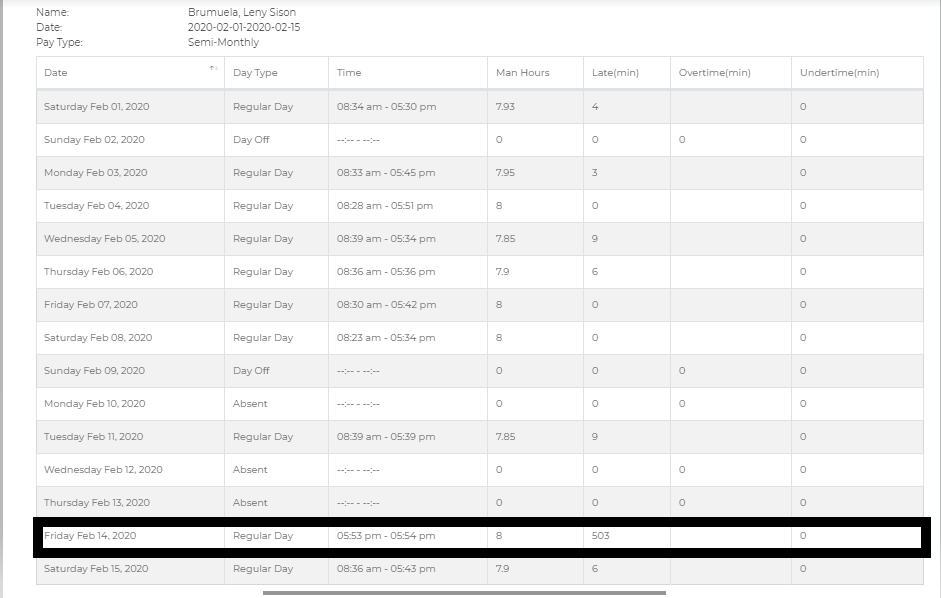 Name: Brumuela, Leny Sison
Date: 2020-02-01-2020-02-15
Pay Type: Semi-Monthly
Date ↑↓ Day Type Time Man Hours Late(min) Overtime(min) Undertime(min)
Saturday Feb 01, 2020 Regular Day 08:34 am - 05:30 pm 7.93 4 0
Sunday Feb 02, 2020 Day Off --:-- - --:-- 0 0 0 0
Monday Feb 03, 2020 Regular Day 08:33 am - 05:45 pm 7.95 3 0
Tuesday Feb 04, 2020 Regular Day 08:28 am - 05:51 pm 8 0 0
Wednesday Feb 05, 2020 Regular Day 08:39 am - 05:34 pm 7.85 9 0
Thursday Feb 06, 2020 Regular Day 08:36 am - 05:36 pm 7.9 6 0
Friday Feb 07, 2020 Regular Day 08:30 am - 05:42 pm 8 0 0
Saturday Feb 08, 2020 Regular Day 08:23 am - 05:34 pm 8 0 0
Sunday Feb 09, 2020 Day Off --:-- - --:-- 0 0 0 0
Monday Feb 10, 2020 Absent --:-- - --:-- 0 0 0 0
Tuesday Feb 11, 2020 Regular Day 08:39 am - 05:39 pm 7.85 9 0
Wednesday Feb 12, 2020 Absent --:-- - --:-- 0 0 0 0
Thursday Feb 13, 2020 Absent --:-- - --:-- 0 0 0 0
Friday Feb 14, 2020 Regular Day 05:53 pm - 05:54 pm 8 503 0
Saturday Feb 15, 2020 Regular Day 08:36 am - 05:43 pm 7.9 6 0